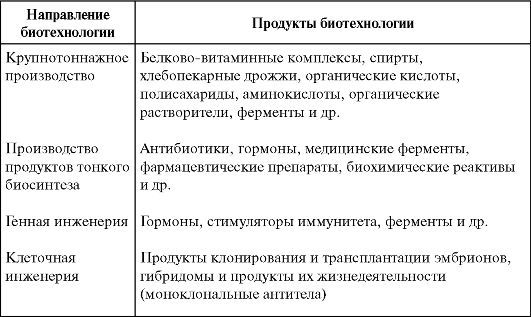 Направление биотехнологии
Продукты биотехнологии
Крупнотоннажное производство
Белково-витаминные комплексы, спирты,
хлебопекарные дрожжи, органические кислоты,
полисахариды, аминокислоты, органические
растворители, ферменты и др.
Производство
продуктов тонкого
биосинтеза
Антибиотики, гормоны, медицинские ферменты,
фармацевтические препараты, биохимические реактивы
и др.
Генная инженерия
Гормоны, стимуляторы иммунитета, ферменты и др.
Клеточная
инженерия
Продукты клонирования и трансплантации эмбрионов,
гибридомы и продукты их жизнедеятельности
(моноклональные антитела)